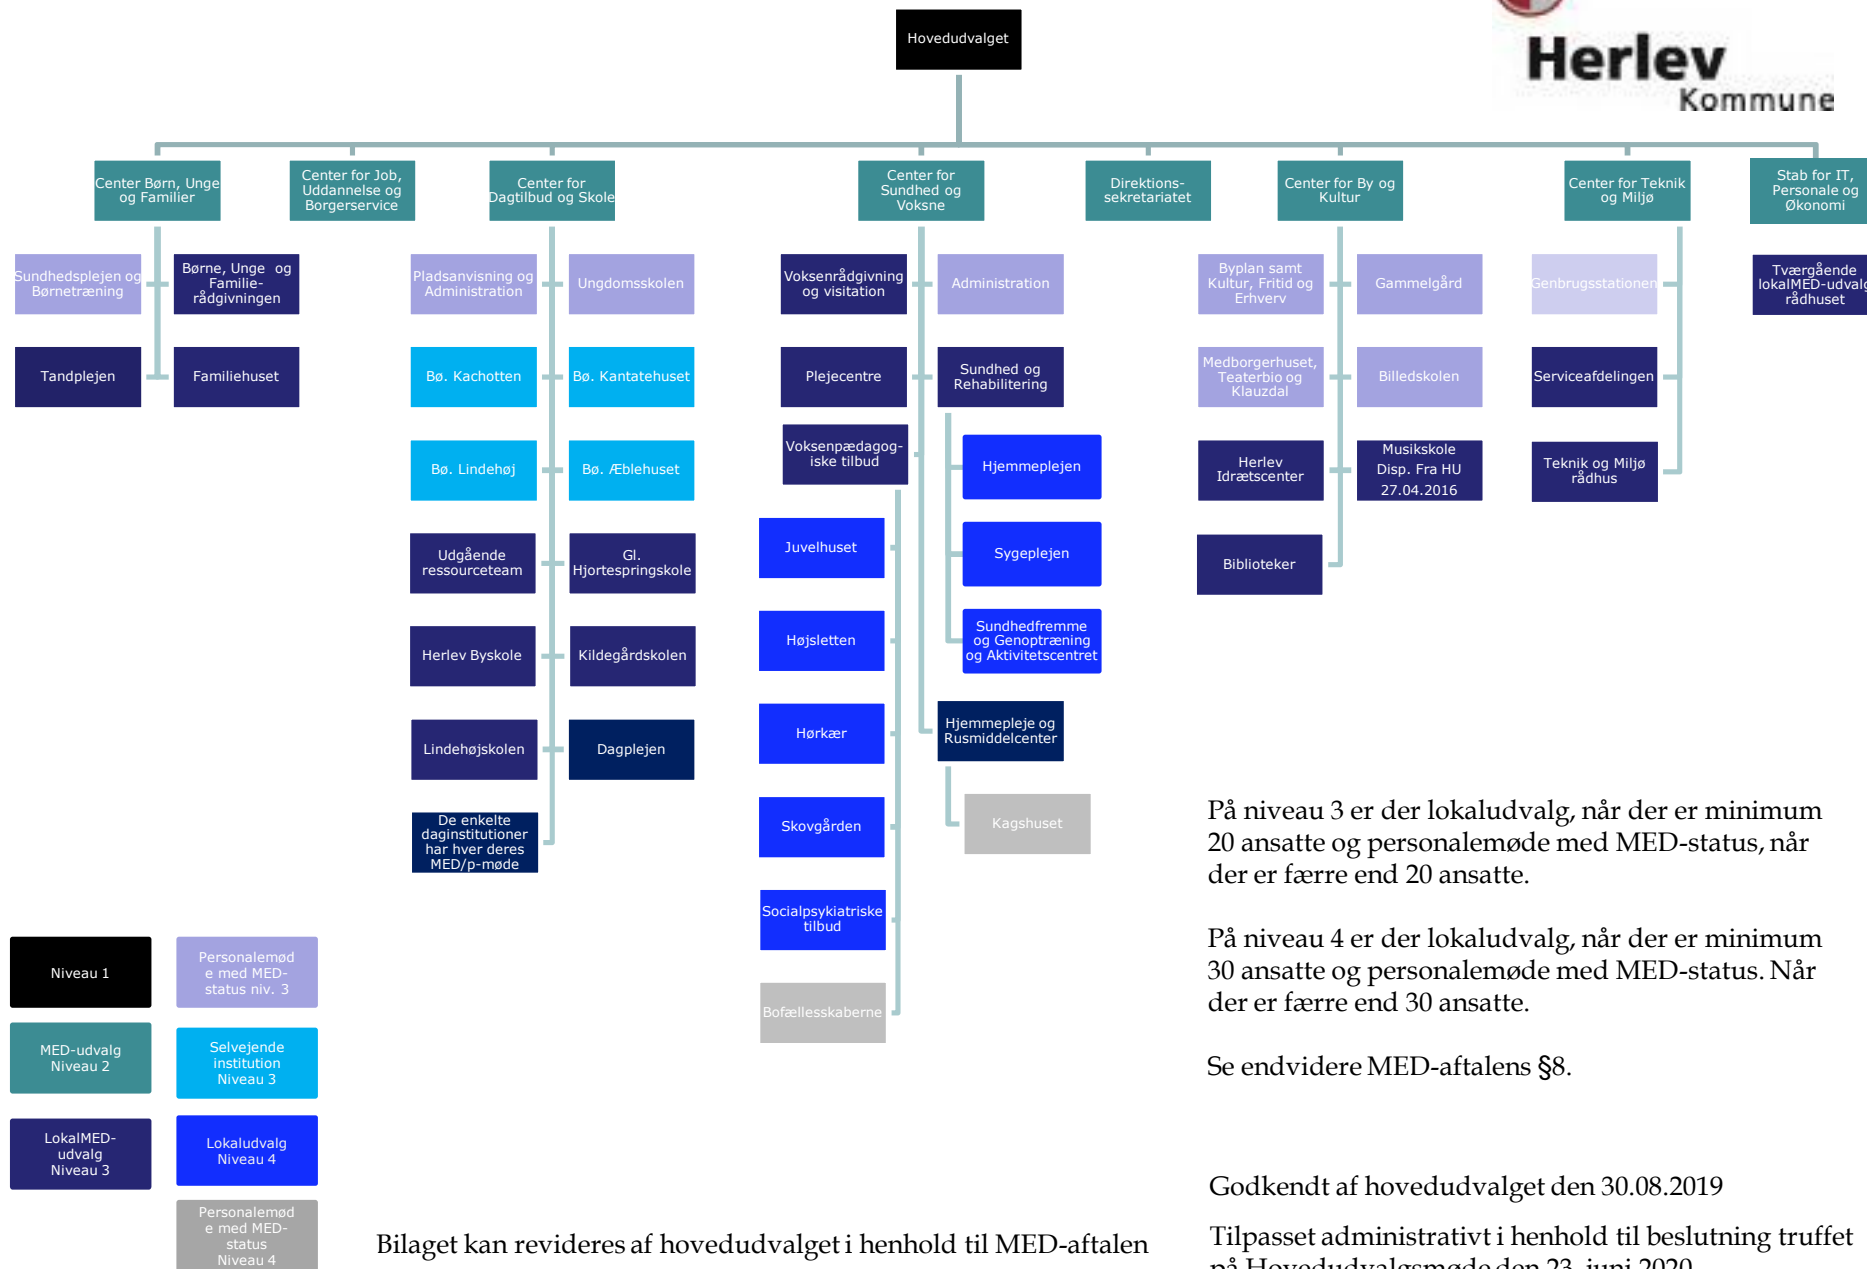 Herlev
Kommune
Hovedudvalget
Center Børn, Unge
og Familier
Center for Job,
Uddannelse og
Borgerservice
Center for
Dagtilbud og Skole
Center for
Sundhed og
Voksne
Direktions-
sekretariatet
Center for By og
Kultur
Center for Teknik
og Miljø
Stab for IT,
Personale og
Økonomi
Sundhedsplejen og
Børnetræning
Børne, Unge og
Familie-
rådgivningen
Tandplejen
Familiehuset
Pladsanvisning og
Administration
Ungdomsskolen
Bø. Kachotten
Bø. Kantatehuset
Bø. Lindehøj
Bø. Æblehuset
Udgående
ressourceteam
Gl.
Hjortespringskole
Herlev Byskole
Kildegårdskolen
Lindehøjskolen
Dagplejen
De enkelte
daginstitutioner
har hver deres
MED/p-møde
Voksenrådgivning
og visitation
Administration
Plejecentre
Sundhed og
Rehabilitering
Voksenpædagog-
iske tilbud
Hjemmeplejen
Sygeplejen
Sundhedfremme
og Genoptræning
og Aktivitetscentret
Juvelhuset
Højsletten
Hørkær
Skovgården
Socialpsykiatriske
tilbud
Bofællesskaberne
Hjemmepleje og
Rusmiddelcenter
Kagshuset
Byplan samt
Kultur, Fritid og
Erhverv
Gammelgård
Medborgerhuset,
Teaterbio og
Klauzdal
Billedskolen
Herlev
Idrætscenter
Musikskole
Disp. Fra HU
27.04.2016
Biblioteker
Genbrugsstationen
Serviceafdelingen
Teknik og Miljø
rådhus
Tværgående
lokalMED-udvalg
rådhuset
På niveau 3 er der lokaludvalg, når der er minimum
20 ansatte og personalemøde med MED-status, når
der er færre end 20 ansatte.
På niveau 4 er der lokaludvalg, når der er minimum
30 ansatte og personalemøde med MED-status. Når
der er færre end 30 ansatte.
Se endvidere MED-aftalens §8.
Niveau 1
Personalemød
e med MED-
status niv. 3
MED-udvalg
Niveau 2
Selvejende
institution
Niveau 3
LokalMED-
udvalg
Niveau 3
Lokaludvalg
Niveau 4
Personalemød
e med MED-
status
Niveau 4
Bilaget kan revideres af hovedudvalget i henhold til MED-aftalen
Godkendt af hovedudvalget den 30.08.2019
Tilpasset administrativt i henhold til beslutning truffet
på Hovedudvalgsmøde den 23. juni 2020